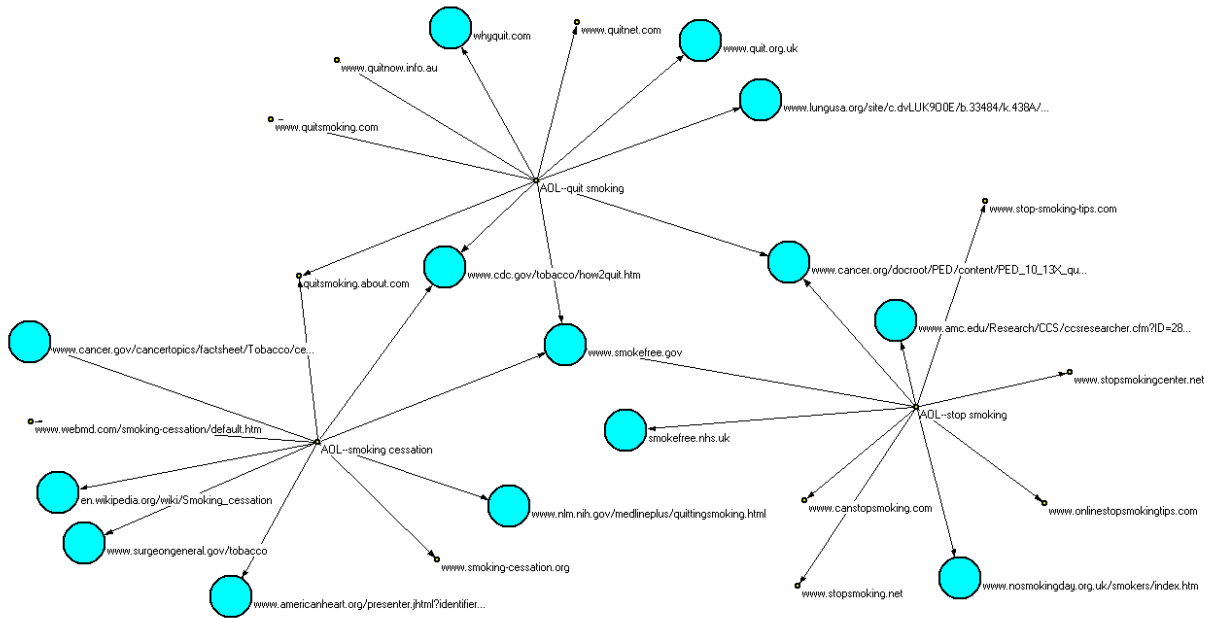 whyquit.com
www.quitnet.com
www.quit.org.uk
www.quitnow.info.au
www.lungusa.org/site/c.dvLUK9O0E/b.33484/k.438A/...
www.quitsmoking.com
AOL--quit smoking
www.stop-smoking-tips.com
www.cdc.gov/tobacco/how2quit.htm
www.cancer.org/docroot/PED/content/PED_10_13X_qu...
quitsmoking.about.com
www.amc.edu/Research/CCS/ccsresearcher.cfm?ID=28...
www.cancer.gov/cancertopics/factsheet/Tobacco/ce...
www.smokefree.gov
www.stopsmokingcenter.net
AOL--stop smoking
www.webmd.com/smoking-cessation/default.htm
smokefree.nhs.uk
AOL--smoking cessation
en.wikipedia.org/wiki/Smoking_cessation
www.nlm.nih.gov/medlineplus/quittingsmoking.html
www.canstopsmoking.com
www.onlinestopsmokingtips.com
www.surgeongeneral.gov/tobacco
www.smoking-cessation.org
www.nosmokingday.org.uk/smokers/index.htm
www.stopsmoking.net
www.americanheart.org/presenter.jhtml?identifier...